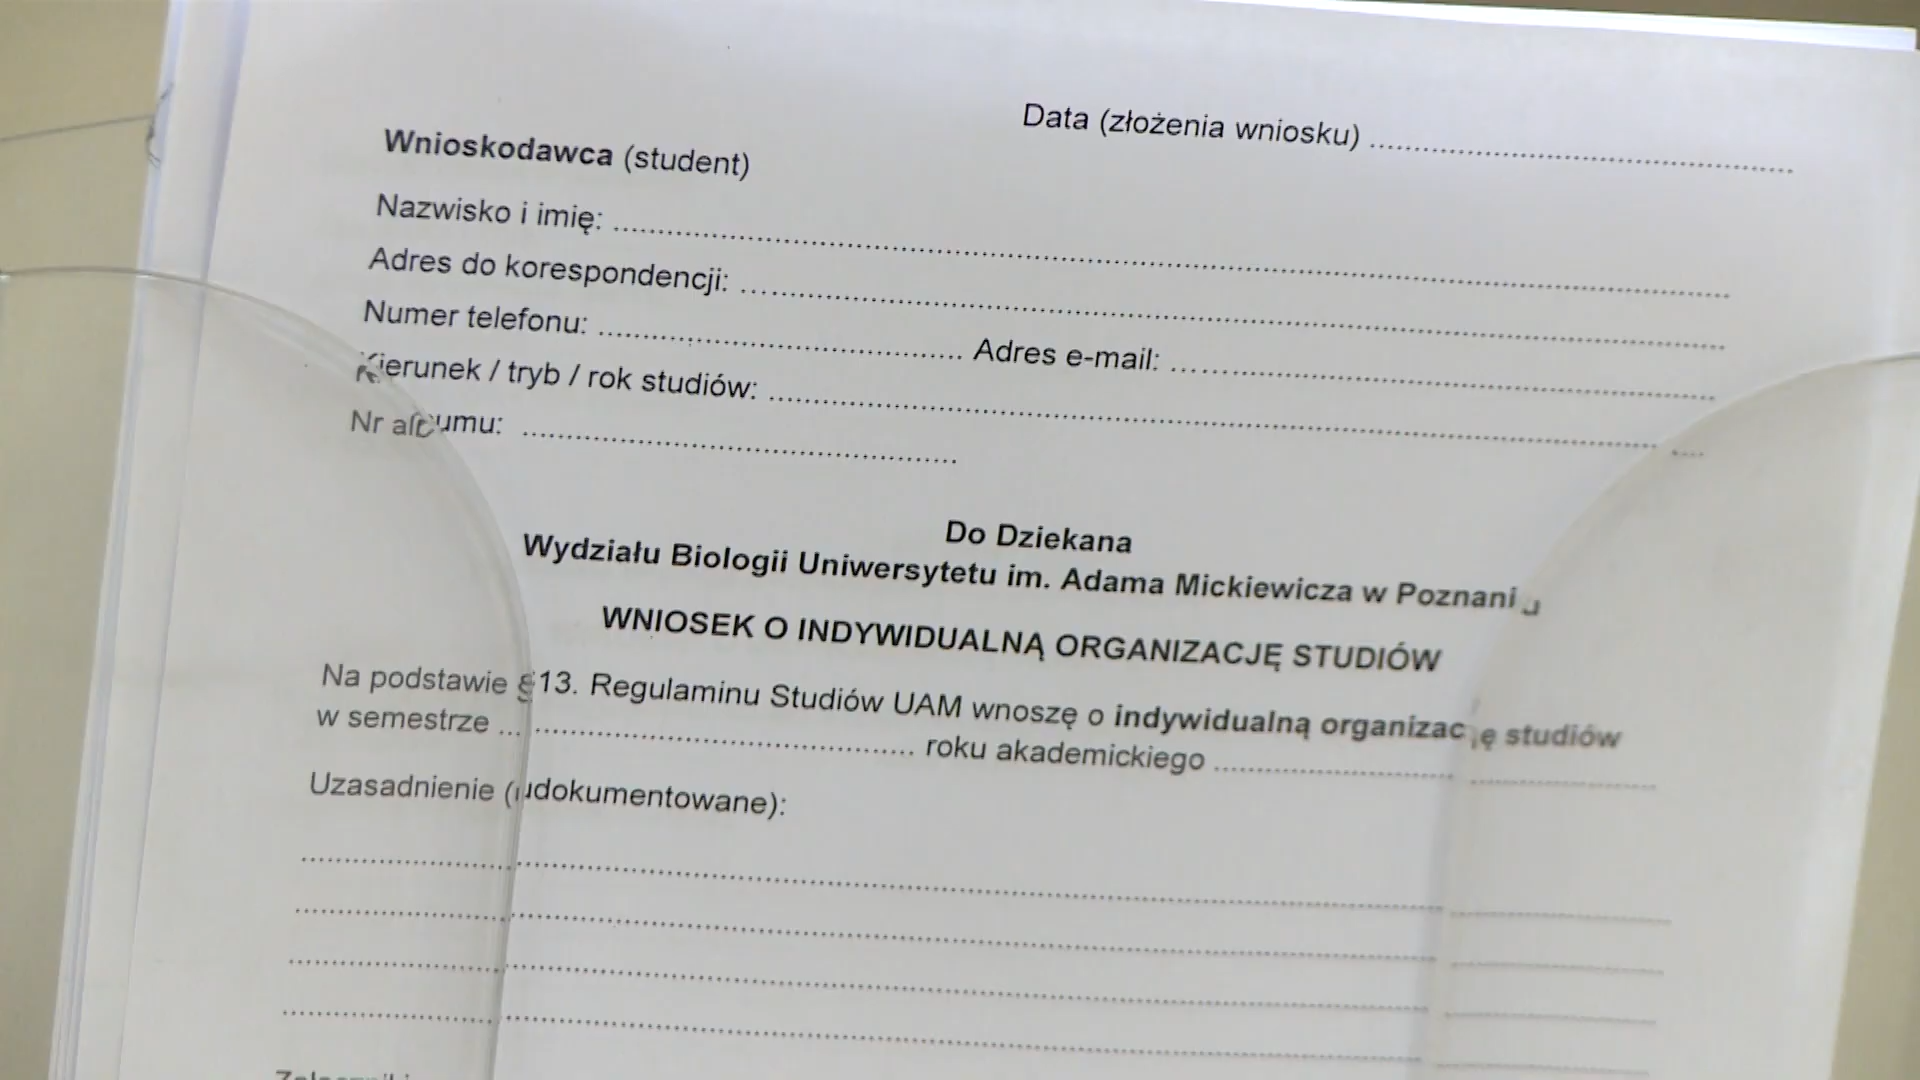 Data (złożenia wniosku) ........................................
Wnioskodawca (student)
Nazwisko i imię: ........................................
Adres do korespondencji: ........................................
Numer telefonu: ........................................ Adres e-mail: ........................................
Kierunek / tryb / rok studiów: ........................................
Nr albumu: ........................................
Do Dziekana
Wydziału Biologii Uniwersytetu im. Adama Mickiewicza w Poznaniu
WNIOSEK O INDYWIDUALNĄ ORGANIZACJĘ STUDIÓW
Na podstawie §13. Regulaminu Studiów UAM wnoszę o indywidualną organizację studiów
w semestrze ........................................ roku akademickiego ........................................
Uzasadnienie (udokumentowane):
........................................
........................................
........................................
........................................